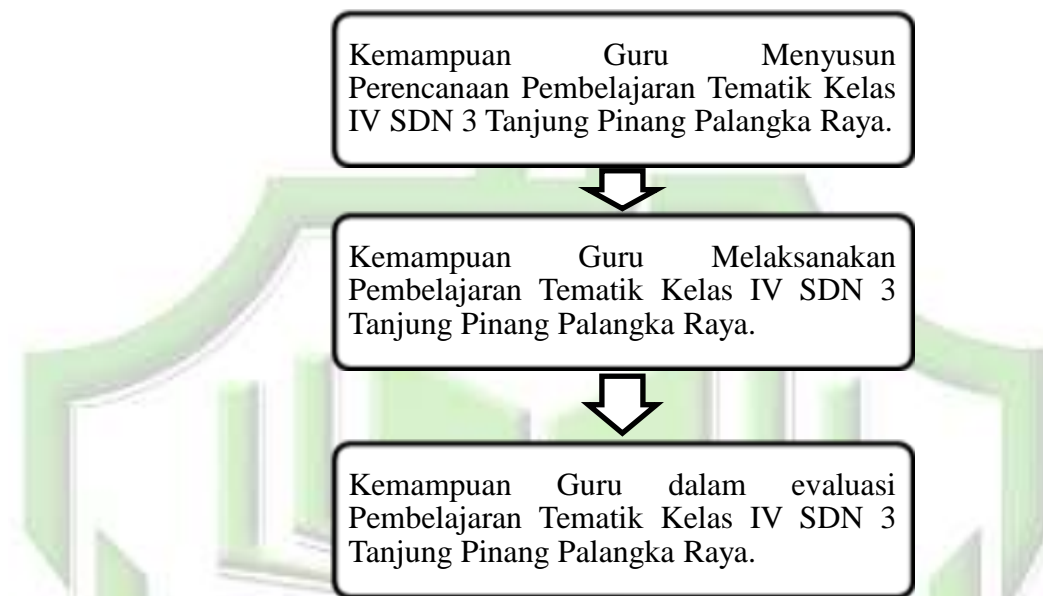 Kemampuan Guru Menyusun
Perencanaan Pembelajaran Tematik Kelas
IV SDN 3 Tanjung Pinang Palangka Raya.
Kemampuan Guru Melaksanakan
Pembelajaran Tematik Kelas IV SDN 3
Tanjung Pinang Palangka Raya.
Kemampuan Guru dalam evaluasi
Pembelajaran Tematik Kelas IV SDN 3
Tanjung Pinang Palangka Raya.